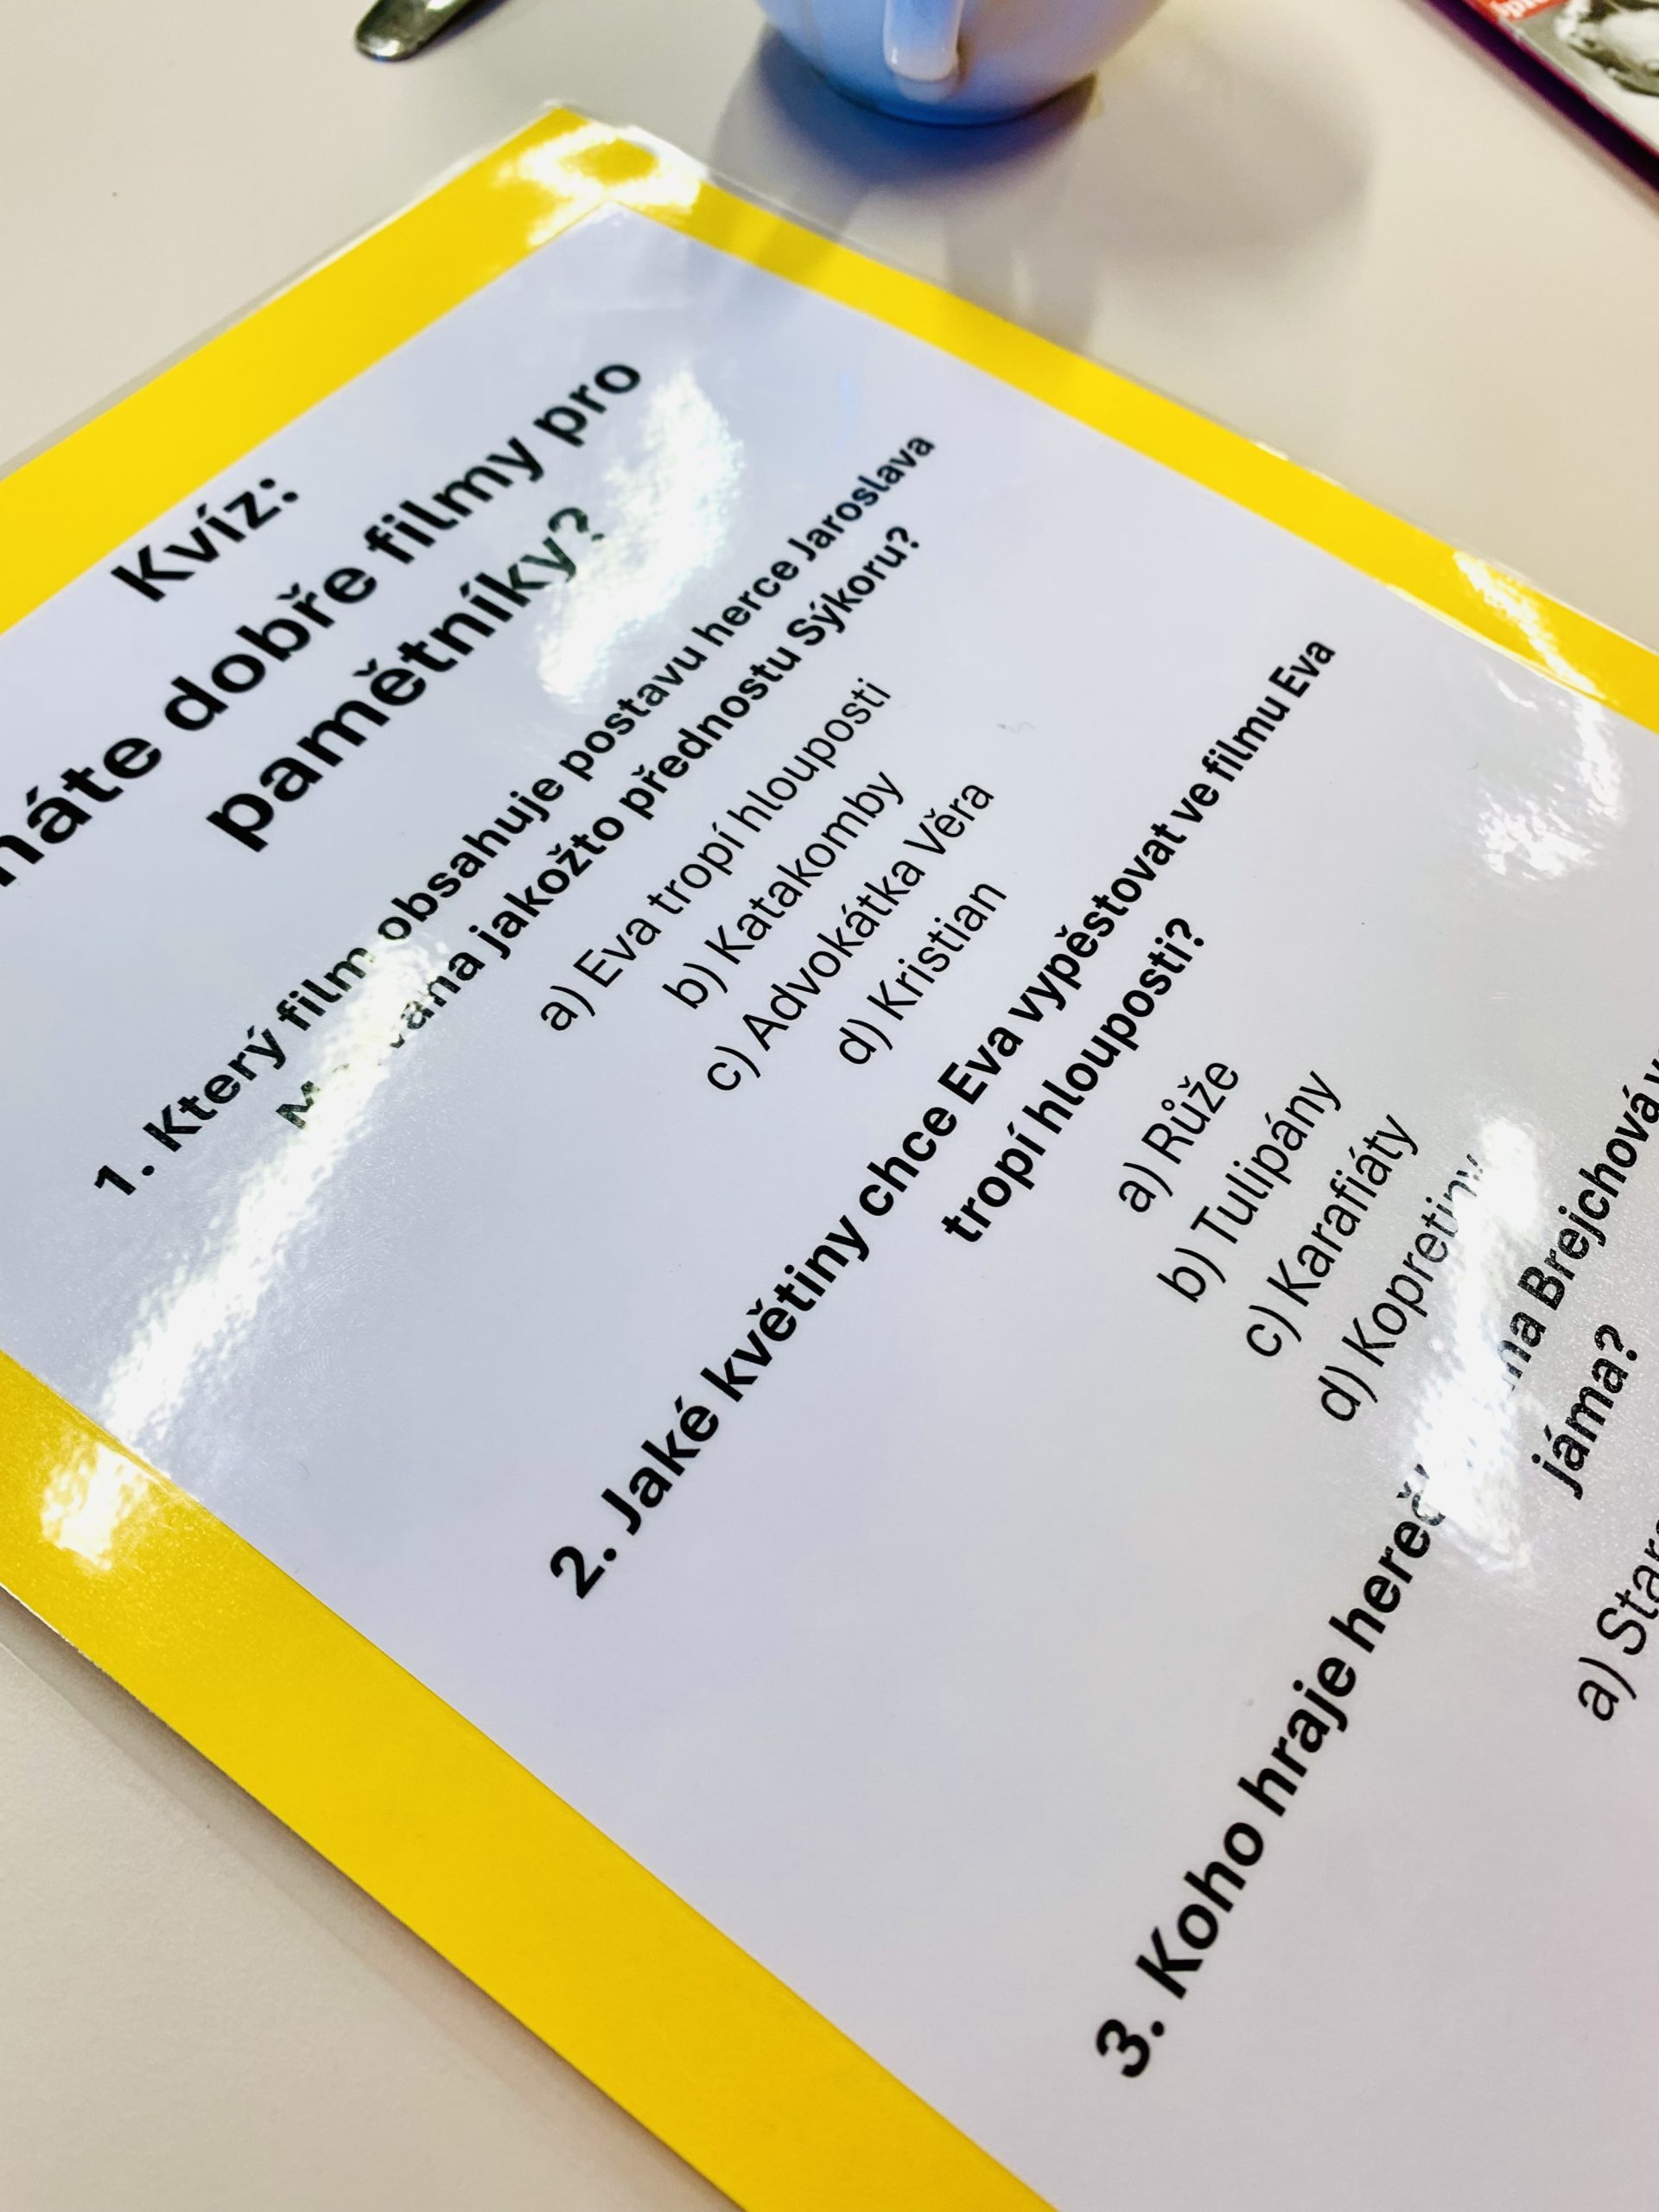 Kvíz:
dobře filmy pro
pamětníky?
1. Který film obsahuje postavu herce Jaroslava
jakožto přednostu Sýkoru?
a) Eva tropí hlouposti
b) Katakomby
c) Advokátka Věra
d) Kristian
2. Jaké květiny chce Eva vypěstovat ve filmu Eva
tropí hlouposti?
a) Růže
b) Tulipány
c) Karafiáty
d) Kopretiny
3. Koho hraje Brejchová
jáma?
a)